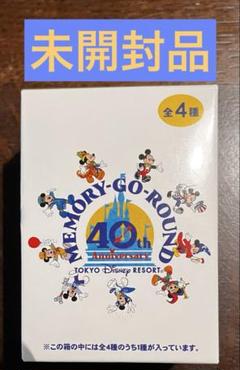 未開封品
全4種
MEMORY-GO-ROUND
40th
Anniversary
TOKYO Disney RESORT
※この箱の中には全4種のうち1種が入っています。